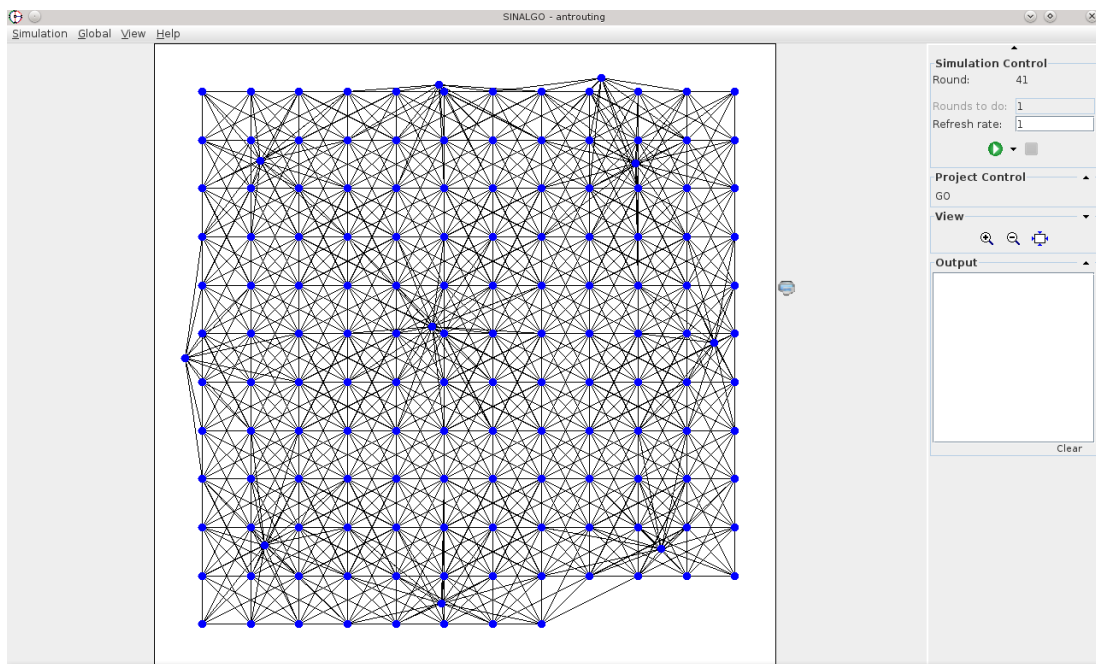 SINALGO - antrouting
Simulation Global View Help
Simulation Control
Round: 41
Rounds to do: 1
Refresh rate: 1
Project Control
GO
View
Output
Clear